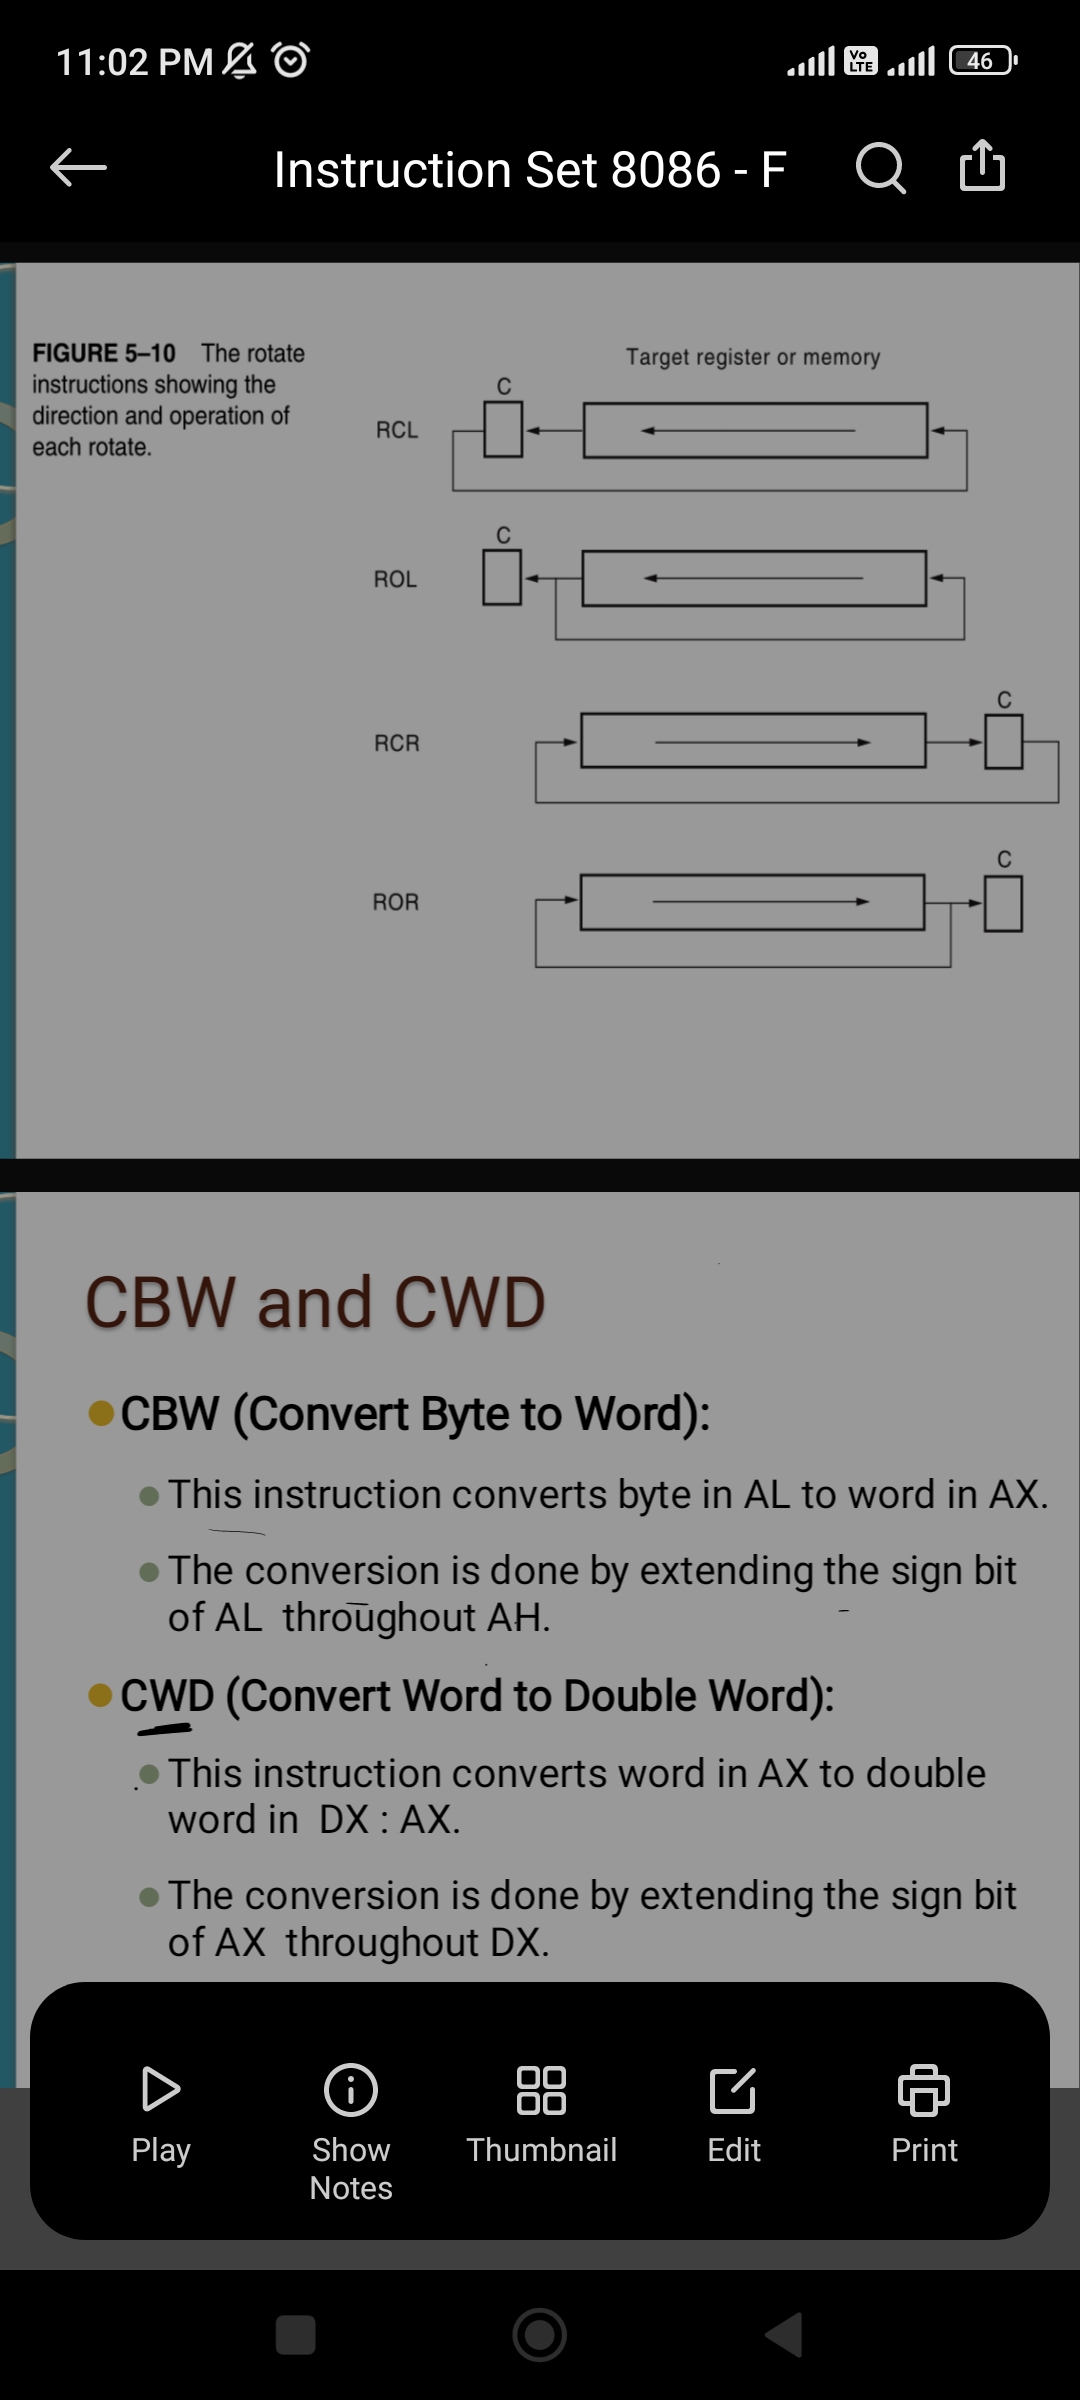 11:02 PM
Vo LTE
46
Instruction Set 8086 - F
FIGURE 5–10 The rotate
instructions showing the
direction and operation of
each rotate.
Target register or memory
C
RCL
C
ROL
C
RCR
C
ROR
CBW and CWD
CBW (Convert Byte to Word):
This instruction converts byte in AL to word in AX.
The conversion is done by extending the sign bit
of AL throughout AH.
CWD (Convert Word to Double Word):
This instruction converts word in AX to double
word in DX : AX.
The conversion is done by extending the sign bit
of AX throughout DX.
Play
Show
Notes
Thumbnail
Edit
Print